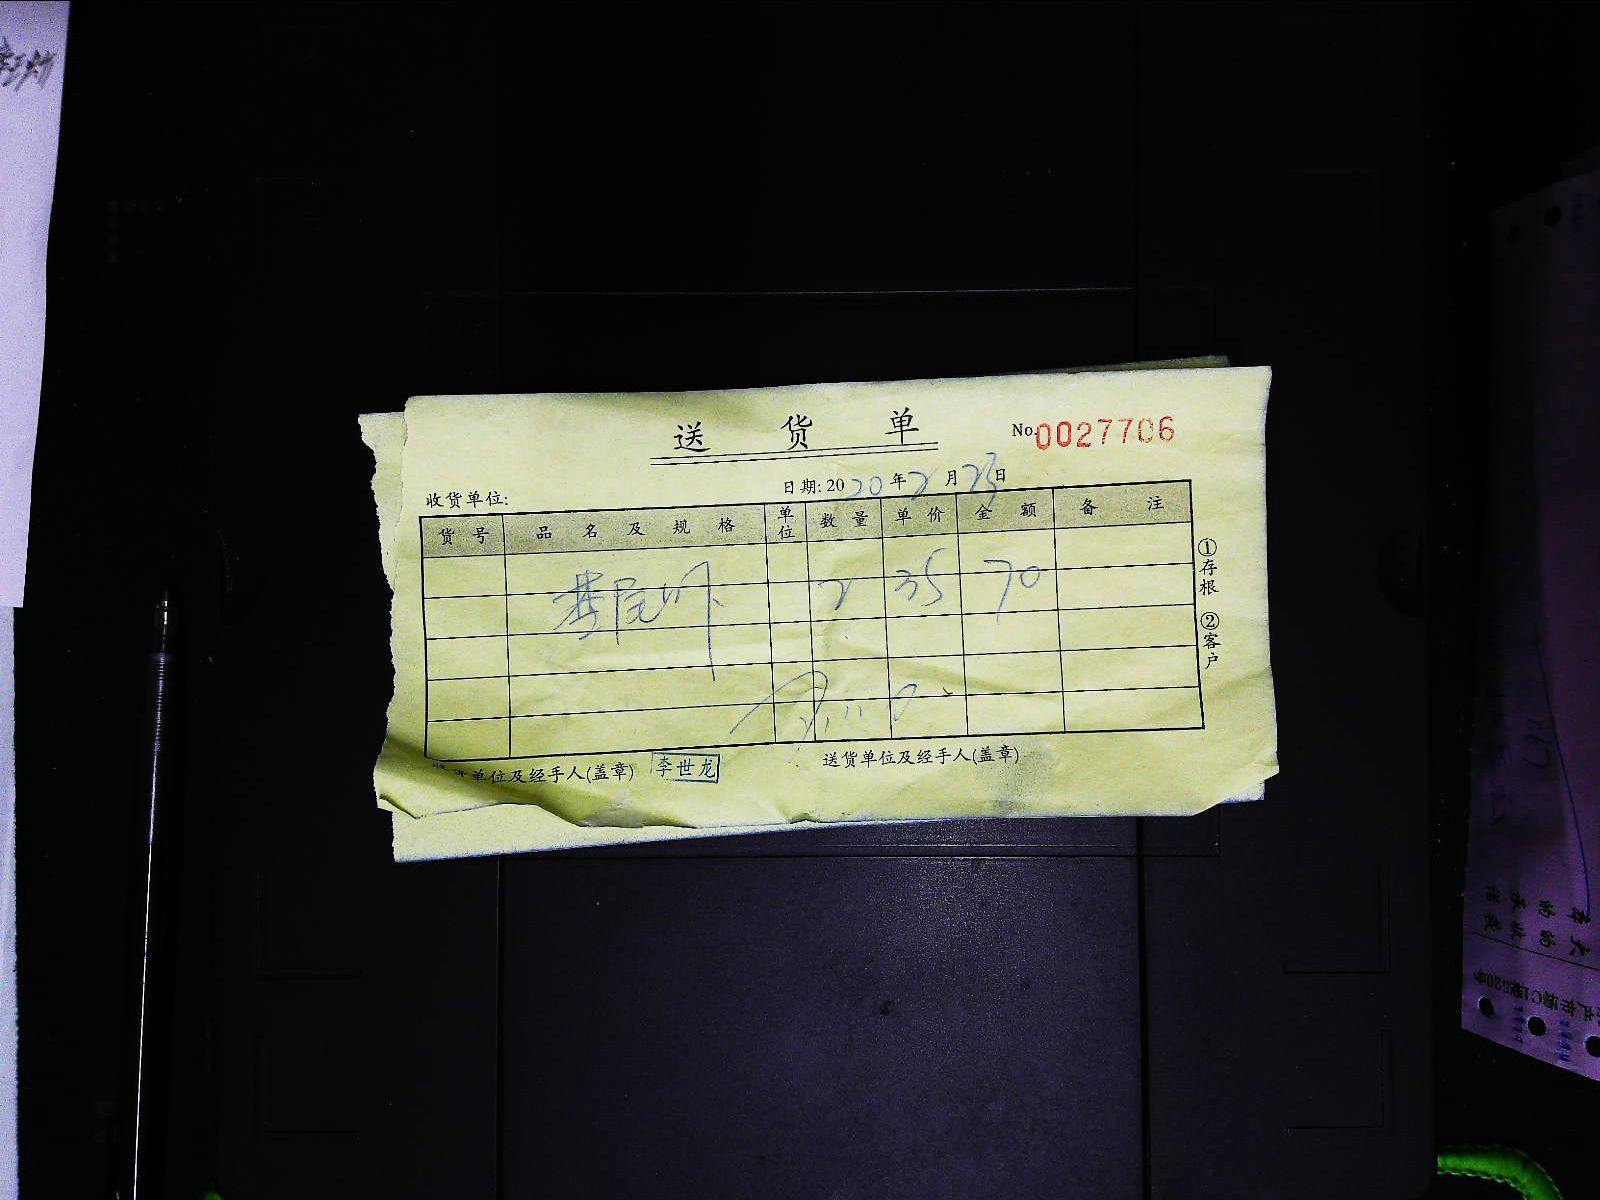 送 货 单
No.0027706
收货单位: 日期: 2020年2月23日
货号 品名及规格 单位 数量 单价 金额 备注
2 35 70
①存根 ②客户
收货单位及经手人(盖章) 李世龙 送货单位及经手人(盖章)